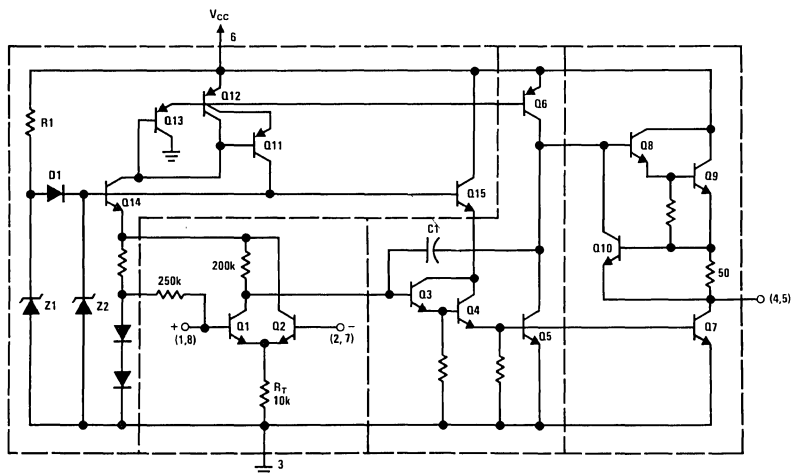 VCC
6
Q12
Q6
R1
Q13
Q11
Q8
Q9
D1
Q14
Q15
C1
Q10
250k
200k
50
Q3
Q4
Z1
Z2
+
(1,8)
Q1
Q2
−
(2,7)
Q5
Q7
(4,5)
RT
10k
3